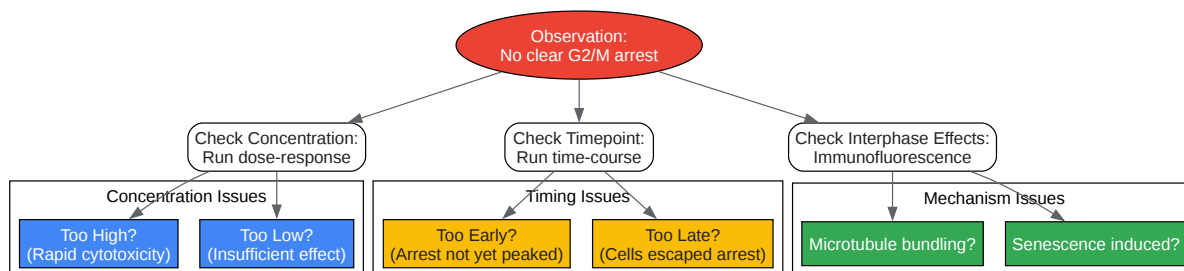 Observation:
No clear G2/M arrest
Check Concentration:
Run dose-response
Check Timepoint:
Run time-course
Check Interphase Effects:
Immunofluorescence
Concentration Issues
Timing Issues
Mechanism Issues
Too High?
(Rapid cytotoxicity)
Too Low?
(Insufficient effect)
Too Early?
(Arrest not yet peaked)
Too Late?
(Cells escaped arrest)
Microtubule bundling?
Senescence induced?